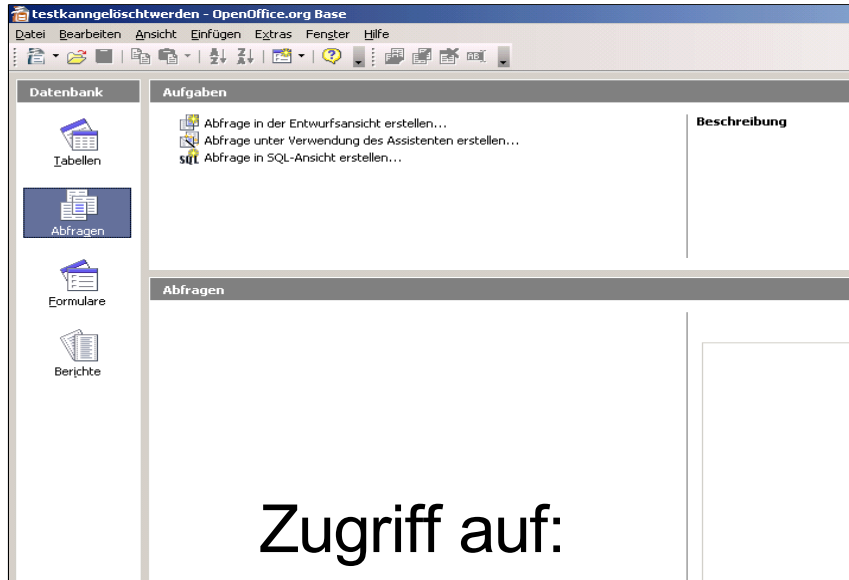 testkanngelöschtwerden - OpenOffice.org Base
Datei Bearbeiten Ansicht Einfügen Extras Fenster Hilfe
Datenbank
Aufgaben
Tabellen
Abfragen
Formulare
Berichte
Abfrage in der Entwurfsansicht erstellen...
Abfrage unter Verwendung des Assistenten erstellen...
SQL Abfrage in SQL-Ansicht erstellen...
Beschreibung
Abfragen
Zugriff auf: